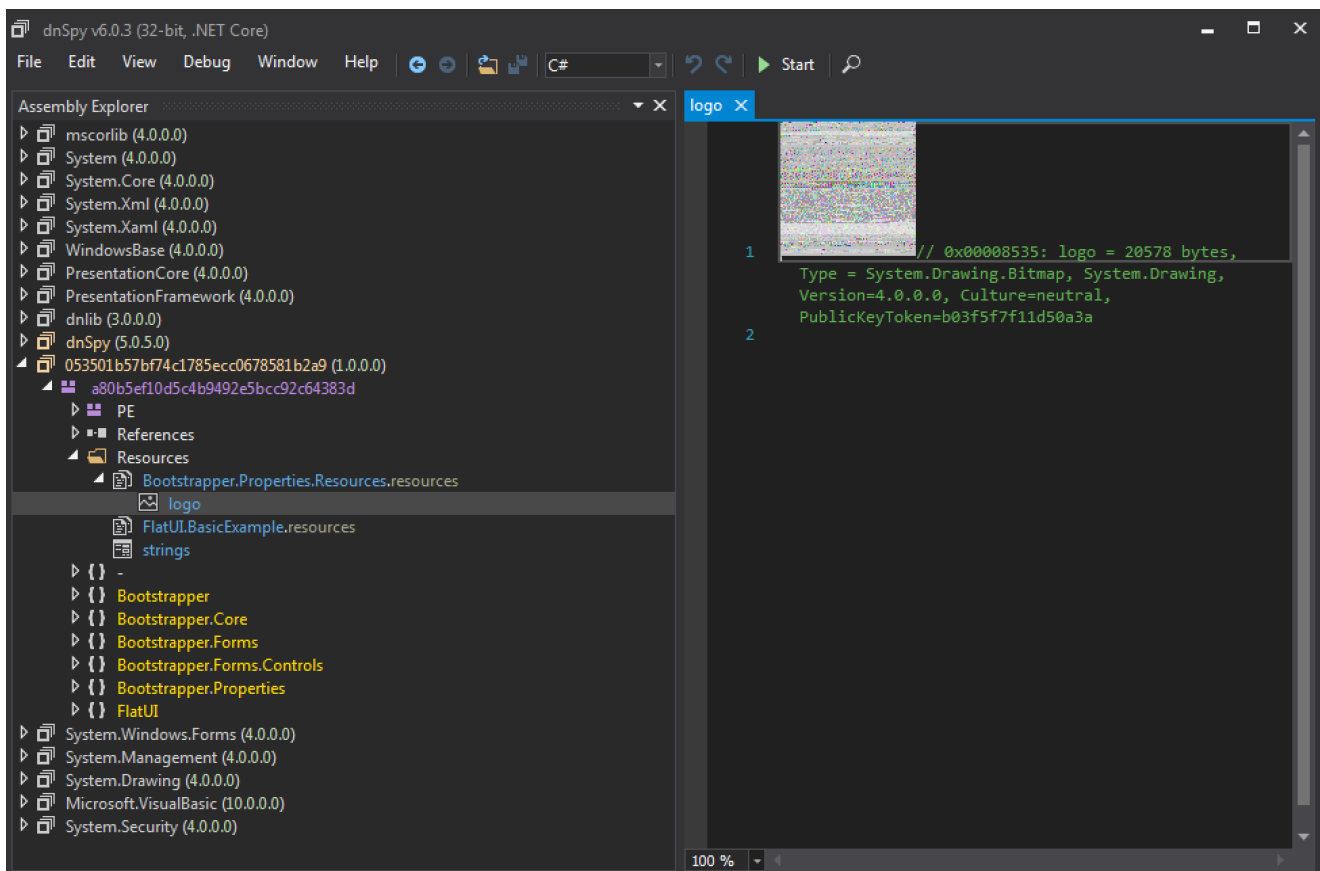 dnSpy v6.0.3 (32-bit, .NET Core)
File Edit View Debug Window Help C# Start
Assembly Explorer
mscorlib (4.0.0.0)
System (4.0.0.0)
System.Core (4.0.0.0)
System.Xml (4.0.0.0)
System.Xaml (4.0.0.0)
WindowsBase (4.0.0.0)
PresentationCore (4.0.0.0)
PresentationFramework (4.0.0.0)
dnlib (3.0.0.0)
dnSpy (5.0.5.0)
053501b57bf74c1785ecc0678581b2a9 (1.0.0.0)
a80b5ef10d5c4b9492e5bcc92c64383d
PE
References
Resources
Bootstrapper.Properties.Resources.resources
logo
FlatUI.BasicExample.resources
strings
{ } -
{ } Bootstrapper
{ } Bootstrapper.Core
{ } Bootstrapper.Forms
{ } Bootstrapper.Forms.Controls
{ } Bootstrapper.Properties
{ } FlatUI
System.Windows.Forms (4.0.0.0)
System.Management (4.0.0.0)
System.Drawing (4.0.0.0)
Microsoft.VisualBasic (10.0.0.0)
System.Security (4.0.0.0)
logo
1 // 0x00008535: logo = 20578 bytes,
Type = System.Drawing.Bitmap, System.Drawing,
Version=4.0.0.0, Culture=neutral,
PublicKeyToken=b03f5f7f11d50a3a
2
100 %